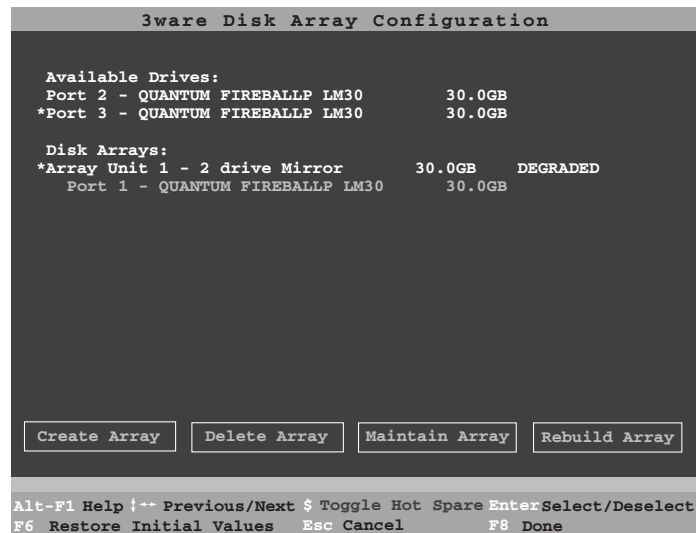 3ware Disk Array Configuration
Available Drives:
Port 2 - QUANTUM FIREBALLP LM30 30.0GB
*Port 3 - QUANTUM FIREBALLP LM30 30.0GB
Disk Arrays:
*Array Unit 1 - 2 drive Mirror 30.0GB DEGRADED
Port 1 - QUANTUM FIREBALLP LM30 30.0GB
Create Array Delete Array Maintain Array Rebuild Array
Alt-F1 Help ↕ ↔ Previous/Next $ Toggle Hot Spare Enter Select/Deselect
F6 Restore Initial Values Esc Cancel F8 Done